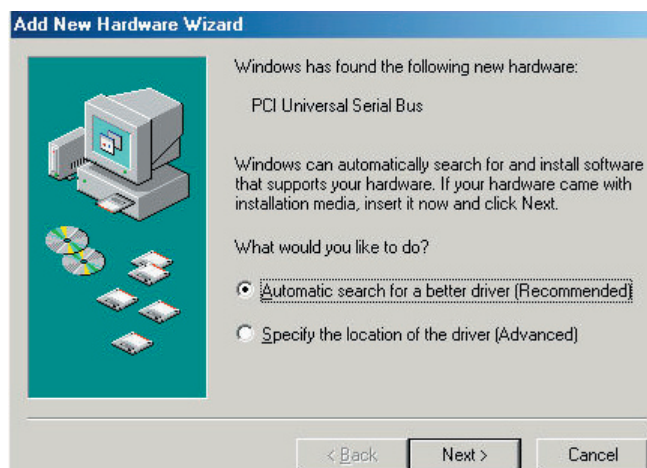 Add New Hardware Wizard
Windows has found the following new hardware:
PCI Universal Serial Bus
Windows can automatically search for and install software
that supports your hardware. If your hardware came with
installation media, insert it now and click Next.
What would you like to do?
Automatic search for a better driver (Recommended)
Specify the location of the driver (Advanced)
< Back
Next >
Cancel